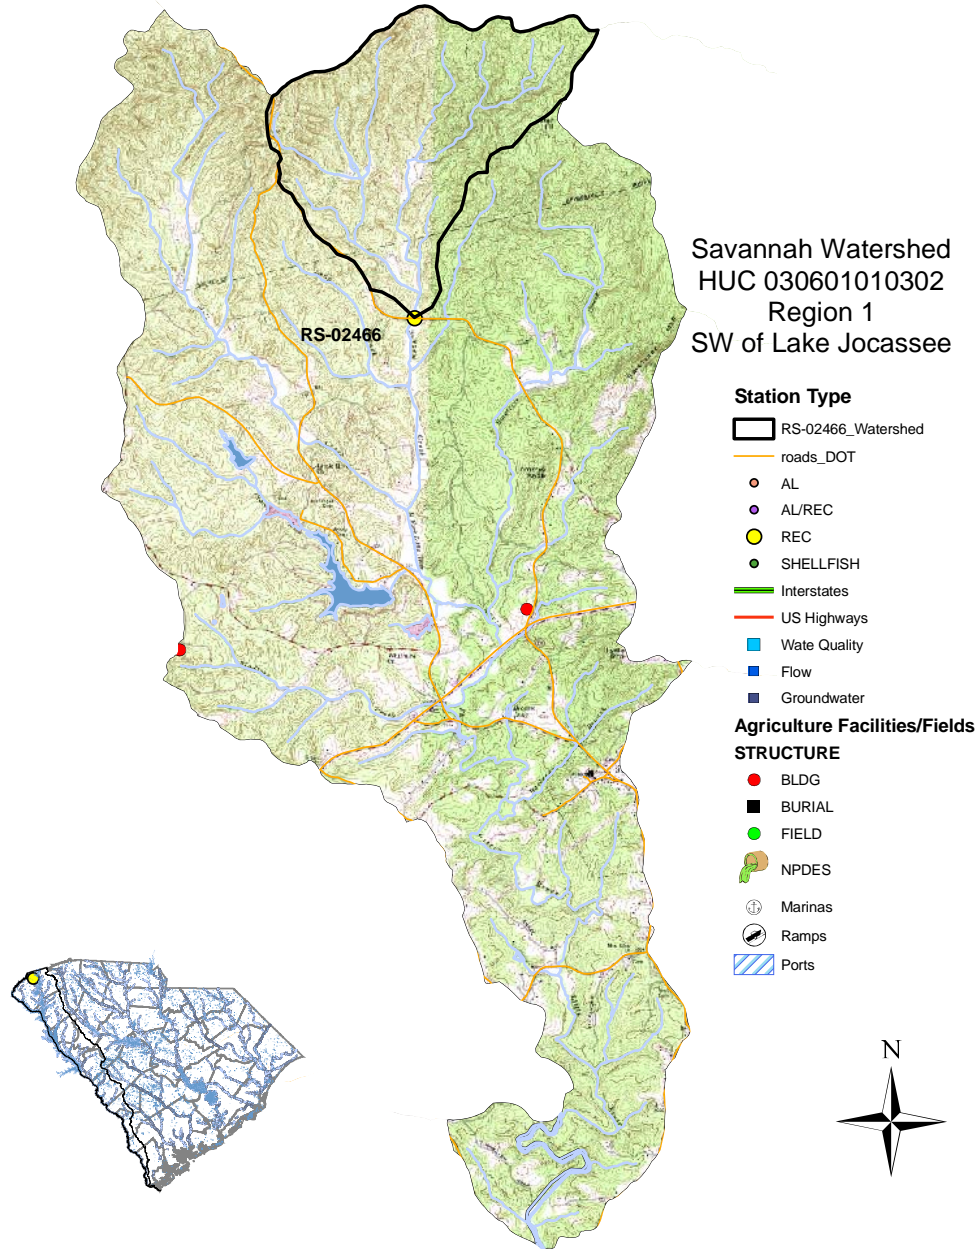 Savannah Watershed
HUC 030601010302
Region 1
SW of Lake Jocassee
RS-02466
Station Type
RS-02466_Watershed
roads_DOT
AL
AL/REC
REC
SHELLFISH
Interstates
US Highways
Wate Quality
Flow
Groundwater
Agriculture Facilities/Fields
STRUCTURE
BLDG
BURIAL
FIELD
NPDES
Marinas
Ramps
Ports
N
Creek